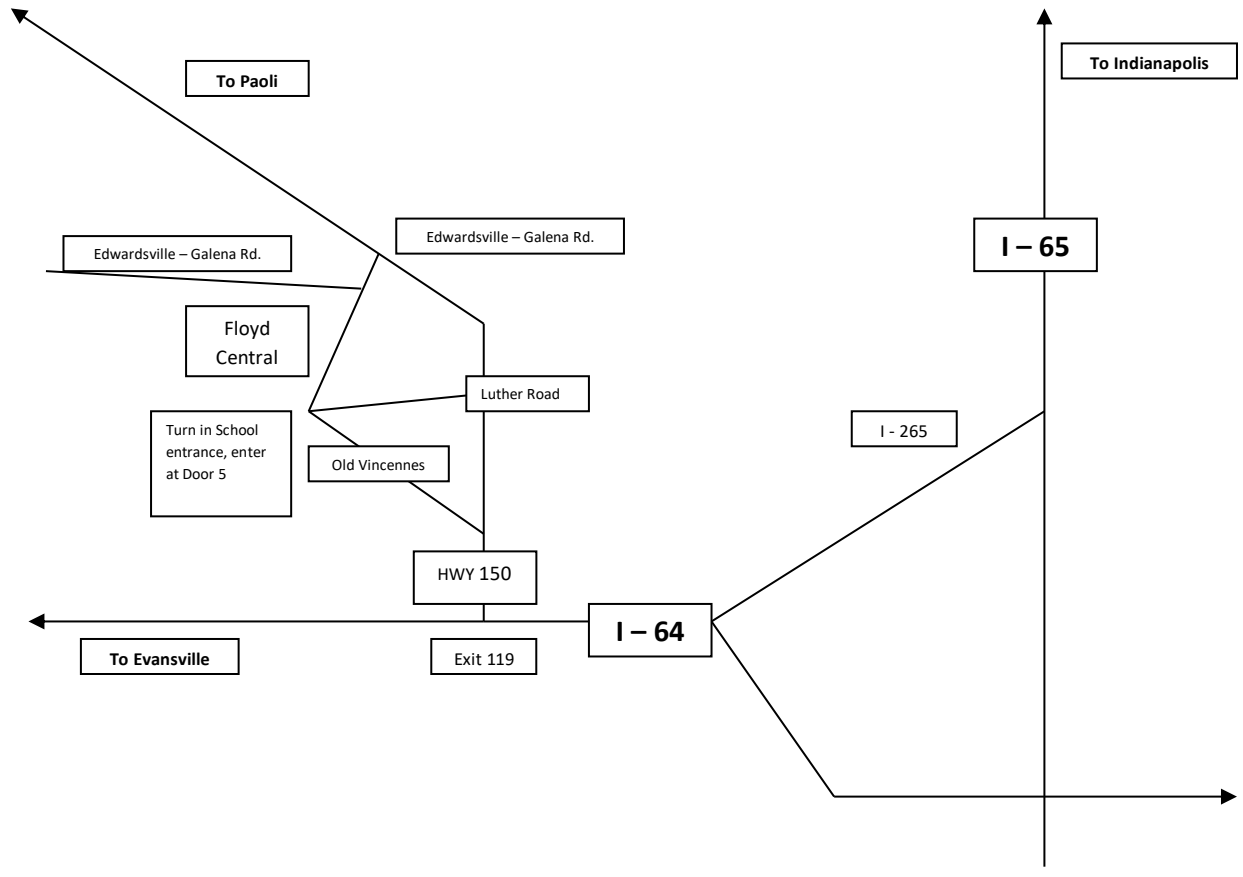 To Paoli
To Indianapolis
Edwardsville – Galena Rd.
I – 65
Edwardsville – Galena Rd.
Floyd
Central
Luther Road
Turn in School
entrance, enter
at Door 5
I - 265
Old Vincennes
HWY 150
I – 64
To Evansville
Exit 119